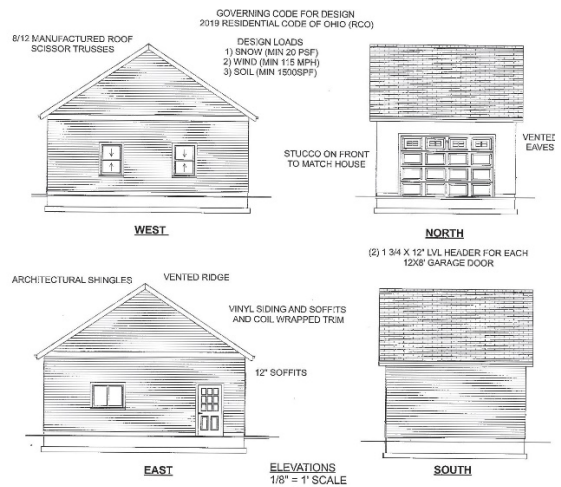 GOVERNING CODE FOR DESIGN
2019 RESIDENTIAL CODE OF OHIO (RCO)
8/12 MANUFACTURED ROOF
SCISSOR TRUSSES
DESIGN LOADS
1) SNOW (MIN 20 PSF)
2) WIND (MIN 115 MPH)
3) SOIL (MIN 1500SPF)
STUCCO ON FRONT
TO MATCH HOUSE
VENTED
EAVES
WEST
NORTH
(2) 1 3/4 X 12" LVL HEADER FOR EACH
12X8' GARAGE DOOR
ARCHITECTURAL SHINGLES
VENTED RIDGE
VINYL SIDING AND SOFFITS
AND COIL WRAPPED TRIM
12" SOFFITS
EAST
ELEVATIONS
1/8" = 1' SCALE
SOUTH